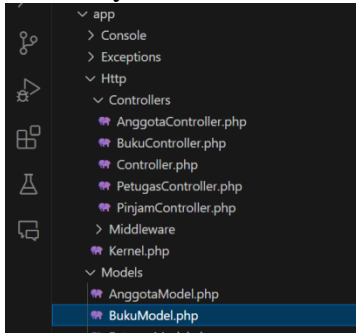 app
Console
Exceptions
Http
Controllers
AnggotaController.php
BukuController.php
Controller.php
PetugasController.php
PinjamController.php
Middleware
Kernel.php
Models
AnggotaModel.php
BukuModel.php